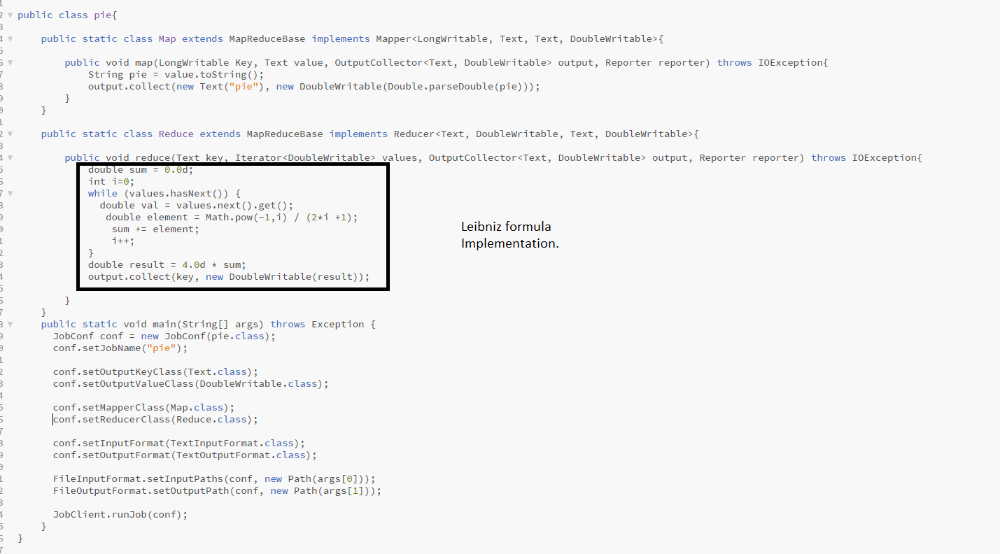 public class pie{
public static class Map extends MapReduceBase implements Mapper<LongWritable, Text, Text, DoubleWritable>{
public void map(LongWritable Key, Text value, OutputCollector<Text, DoubleWritable> output, Reporter reporter) throws IOException{
String pie = value.toString();
output.collect(new Text("pie"), new DoubleWritable(Double.parseDouble(pie)));
}
}
public static class Reduce extends MapReduceBase implements Reducer<Text, DoubleWritable, Text, DoubleWritable>{
public void reduce(Text key, Iterator<DoubleWritable> values, OutputCollector<Text, DoubleWritable> output, Reporter reporter) throws IOException{
double sum = 0.0d;
int i=0;
while (values.hasNext()) {
double val = values.next().get();
double element = Math.pow(-1,i) / (2*i +1);
sum += element;
i++;
}
double result = 4.0d * sum;
output.collect(key, new DoubleWritable(result));
}
}
Leibniz formula
Implementation.
public static void main(String[] args) throws Exception {
JobConf conf = new JobConf(pie.class);
conf.setJobName("pie");
conf.setOutputKeyClass(Text.class);
conf.setOutputValueClass(DoubleWritable.class);
conf.setMapperClass(Map.class);
conf.setReducerClass(Reduce.class);
conf.setInputFormat(TextInputFormat.class);
conf.setOutputFormat(TextOutputFormat.class);
FileInputFormat.setInputPaths(conf, new Path(args[0]));
FileOutputFormat.setOutputPath(conf, new Path(args[1]));
JobClient.runJob(conf);
}
}